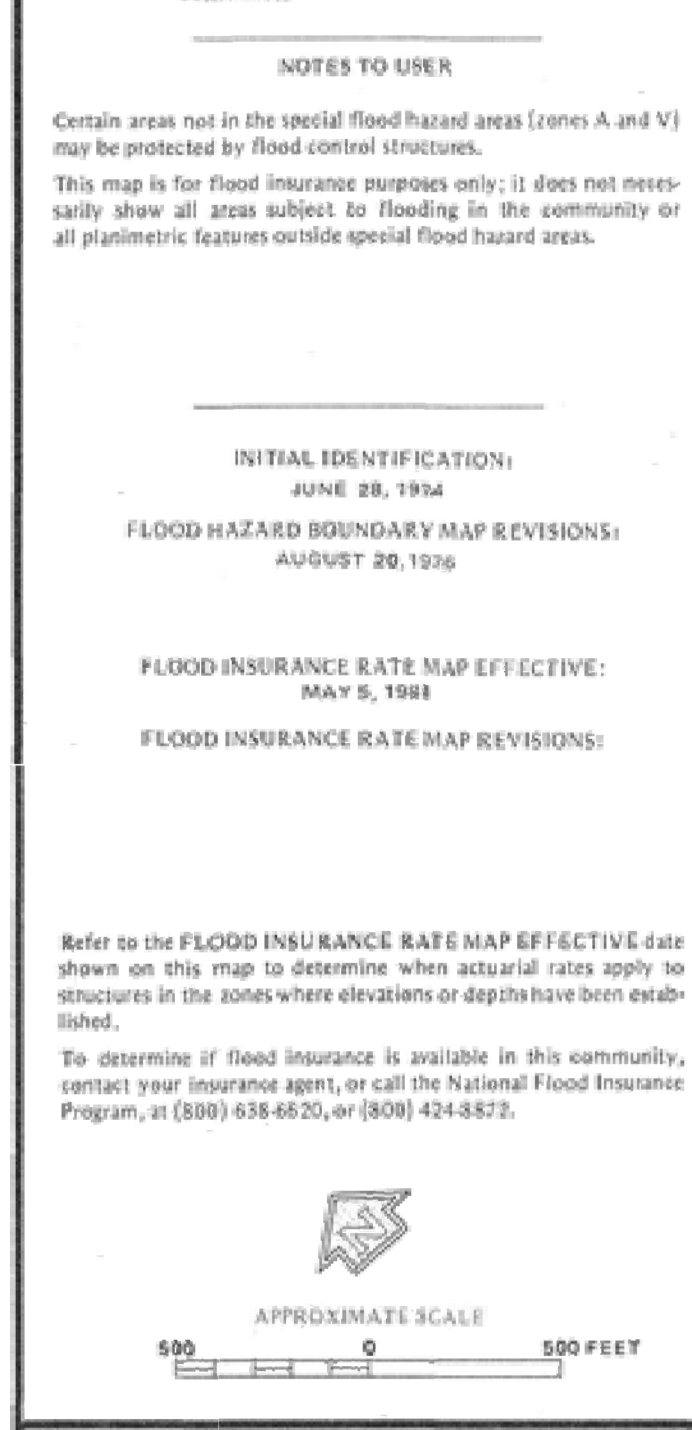 NOTES TO USER
Certain areas not in the special flood hazard areas (zones A and V)
may be protected by flood control structures.
This map is for flood insurance purposes only; it does not neces-
sarily show all areas subject to flooding in the community or
all planimetric features outside special flood hazard areas.
INITIAL IDENTIFICATION:
JUNE 28, 1974
FLOOD HAZARD BOUNDARY MAP REVISIONS:
AUGUST 20, 1976
FLOOD INSURANCE RATE MAP EFFECTIVE:
MAY 5, 1981
FLOOD INSURANCE RATE MAP REVISIONS:
Refer to the FLOOD INSURANCE RATE MAP EFFECTIVE date
shown on this map to determine when actuarial rates apply to
structures in the zones where elevations or depths have been estab-
lished.
To determine if flood insurance is available in this community,
contact your insurance agent, or call the National Flood Insurance
Program, at (800) 638-6620, or (800) 424-8872.
N
APPROXIMATE SCALE
500 0 500 FEET